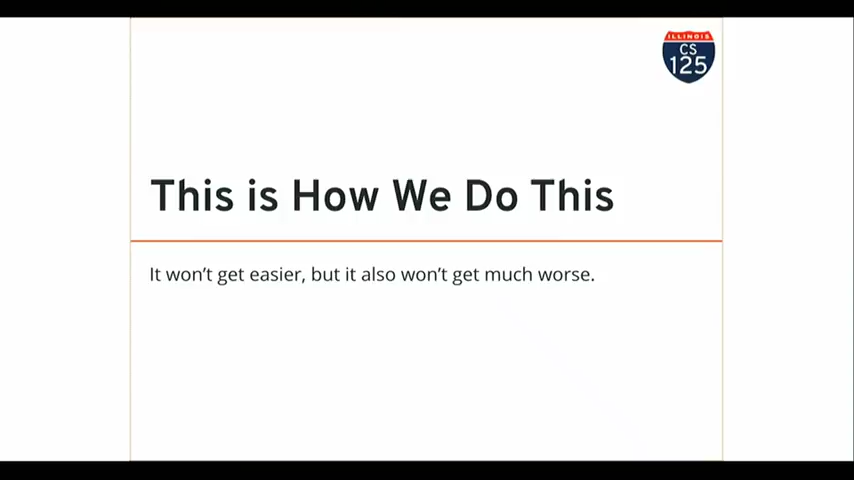 ILLINOIS
CS
125
This is How We Do This
It won’t get easier, but it also won’t get much worse.